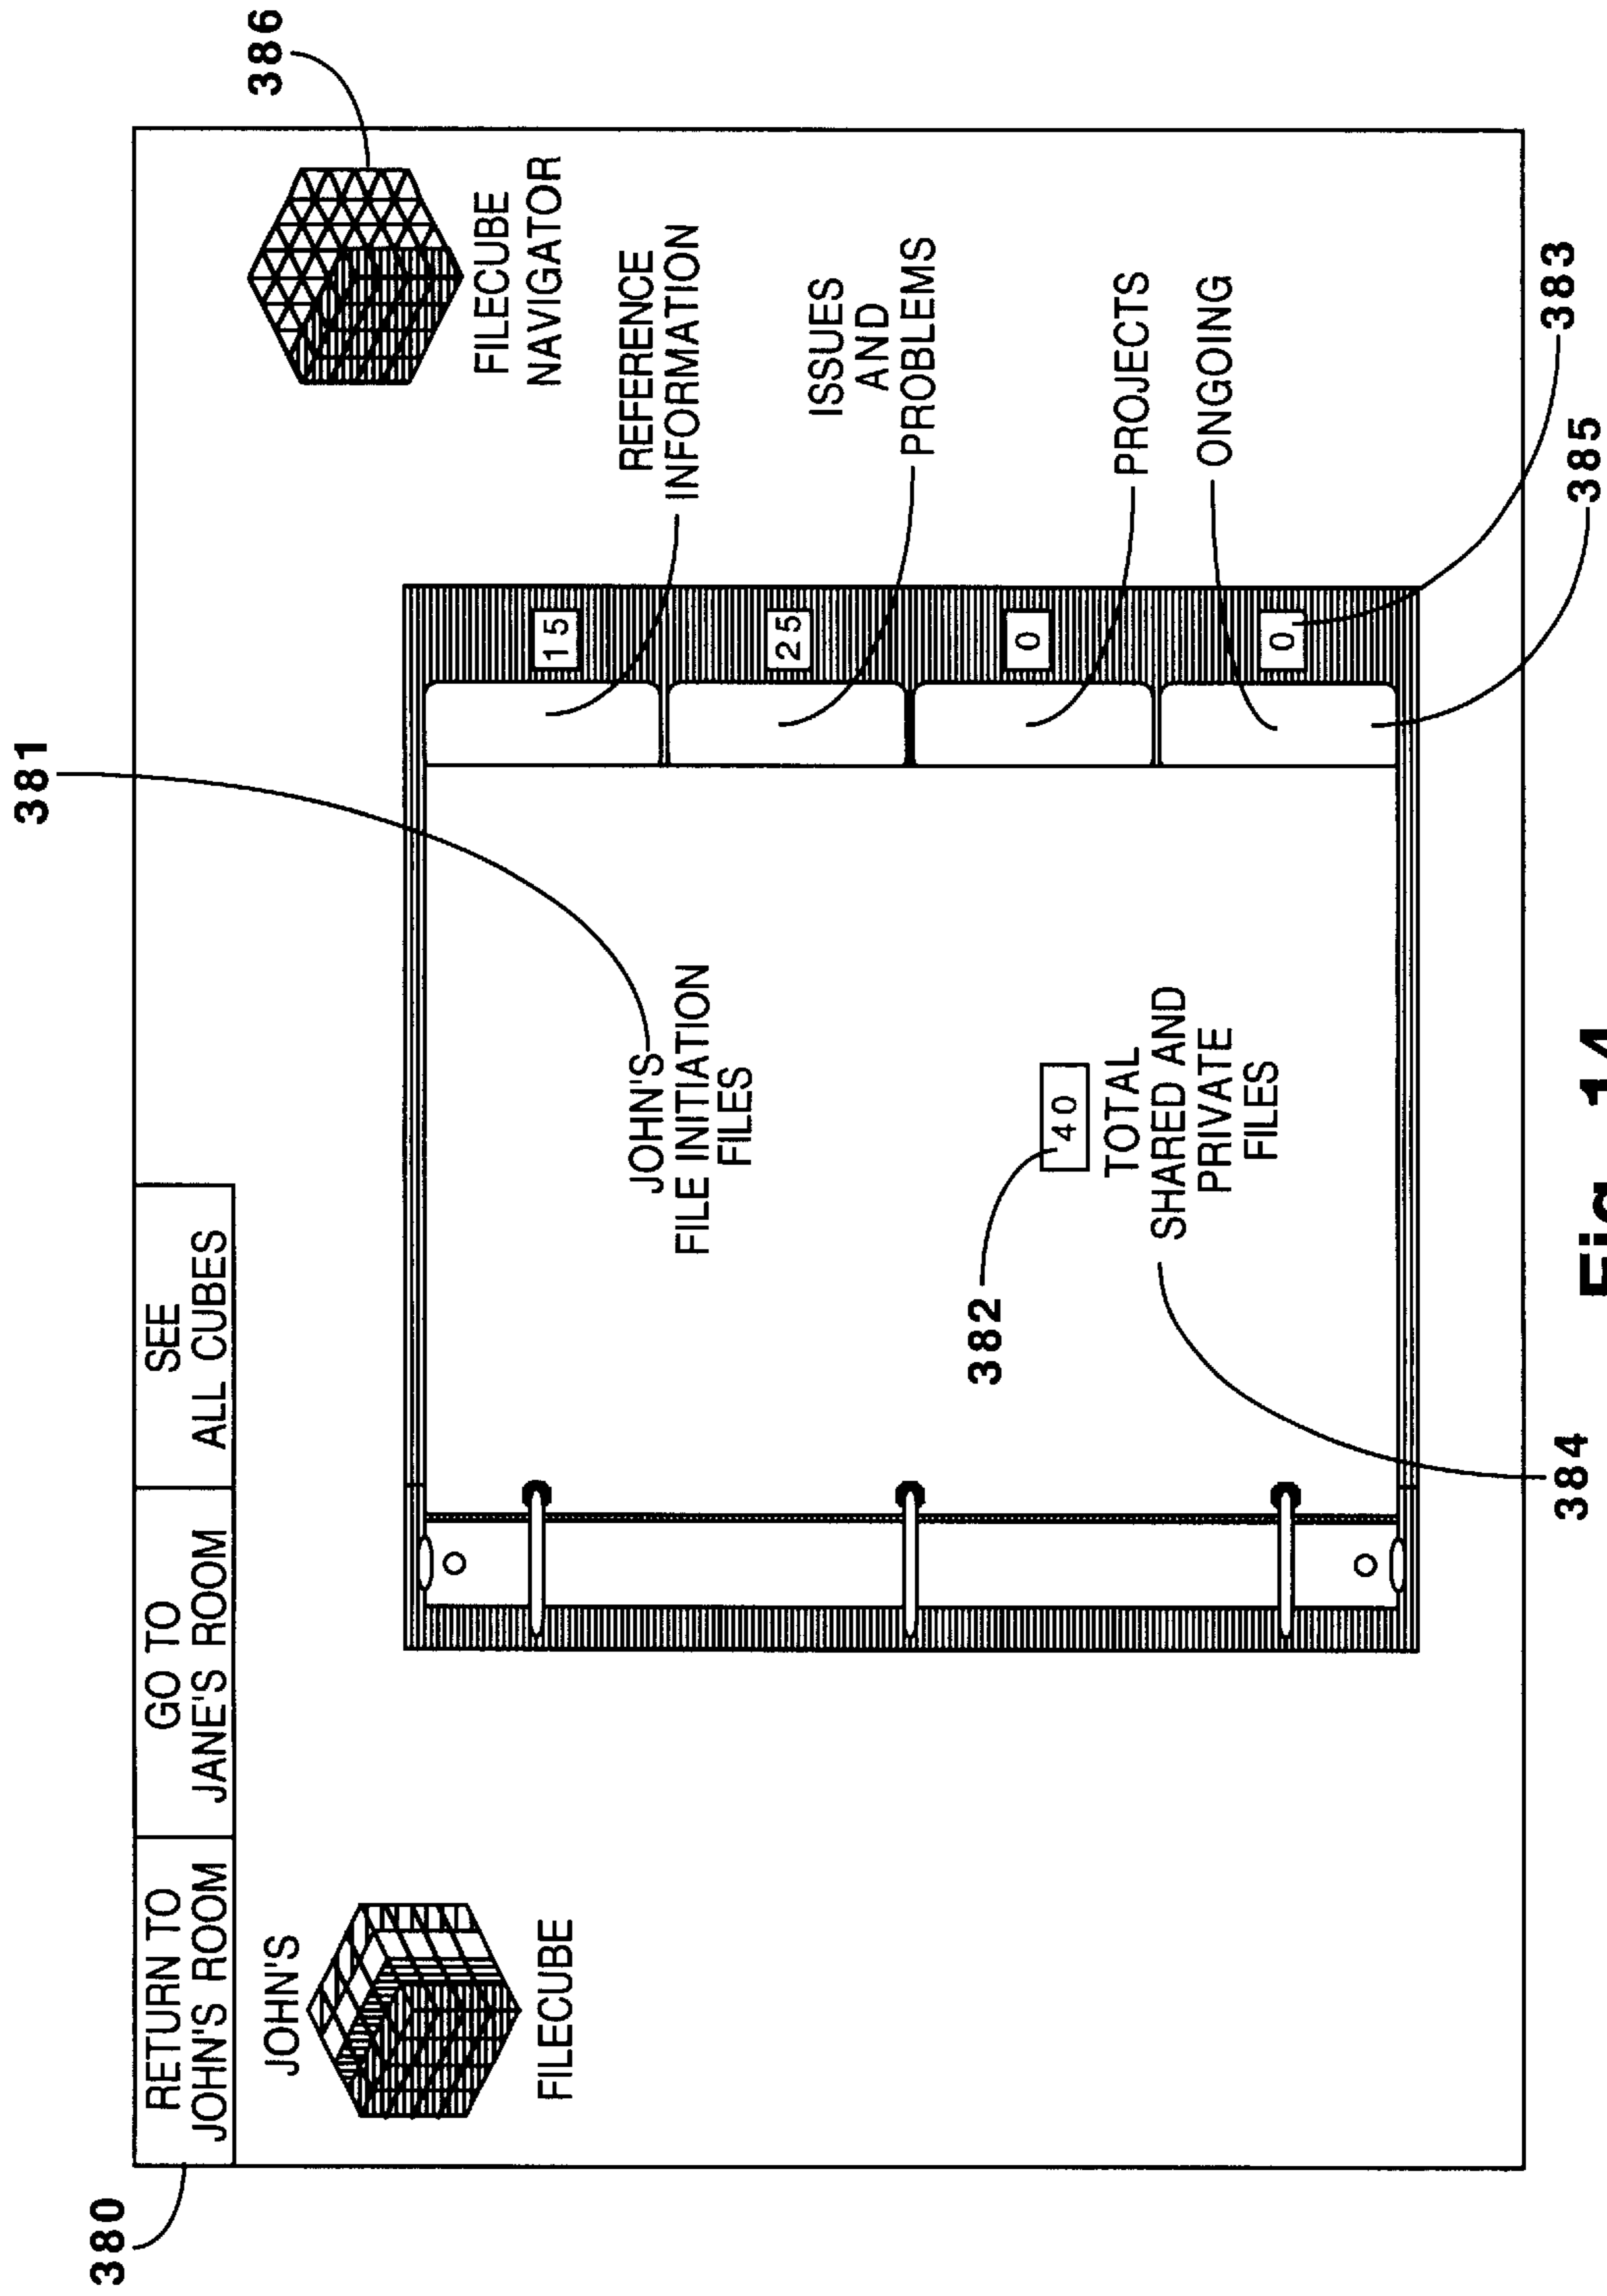 380
RETURN TO
JOHN'S ROOM
GO TO
JANE'S ROOM
SEE
ALL CUBES
381
386
JOHN'S
FILECUBE
FILECUBE
NAVIGATOR
JOHN'S
FILE INITIATION
FILES
382
40
TOTAL
SHARED AND
PRIVATE
FILES
15
25
0
0
REFERENCE
INFORMATION
ISSUES
AND
PROBLEMS
PROJECTS
ONGOING
384
385
383
Fig. 14